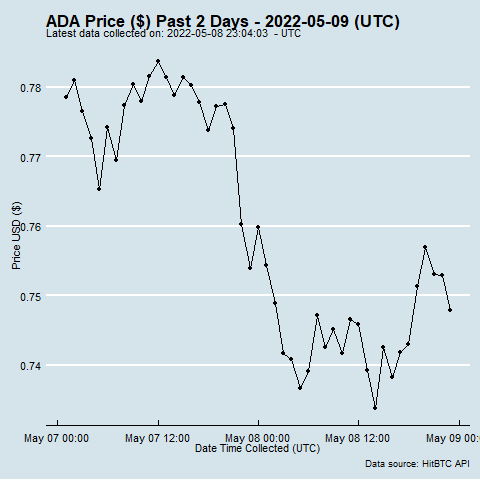 ADA Price ($) Past 2 Days - 2022-05-09 (UTC)
Latest data collected on: 2022-05-08 23:04:03 - UTC
0.78
0.77
0.76
0.75
0.74
Price USD ($)
May 07 00:00
May 07 12:00
May 08 00:00
May 08 12:00
May 09 00:
Date Time Collected (UTC)
Data source: HitBTC API